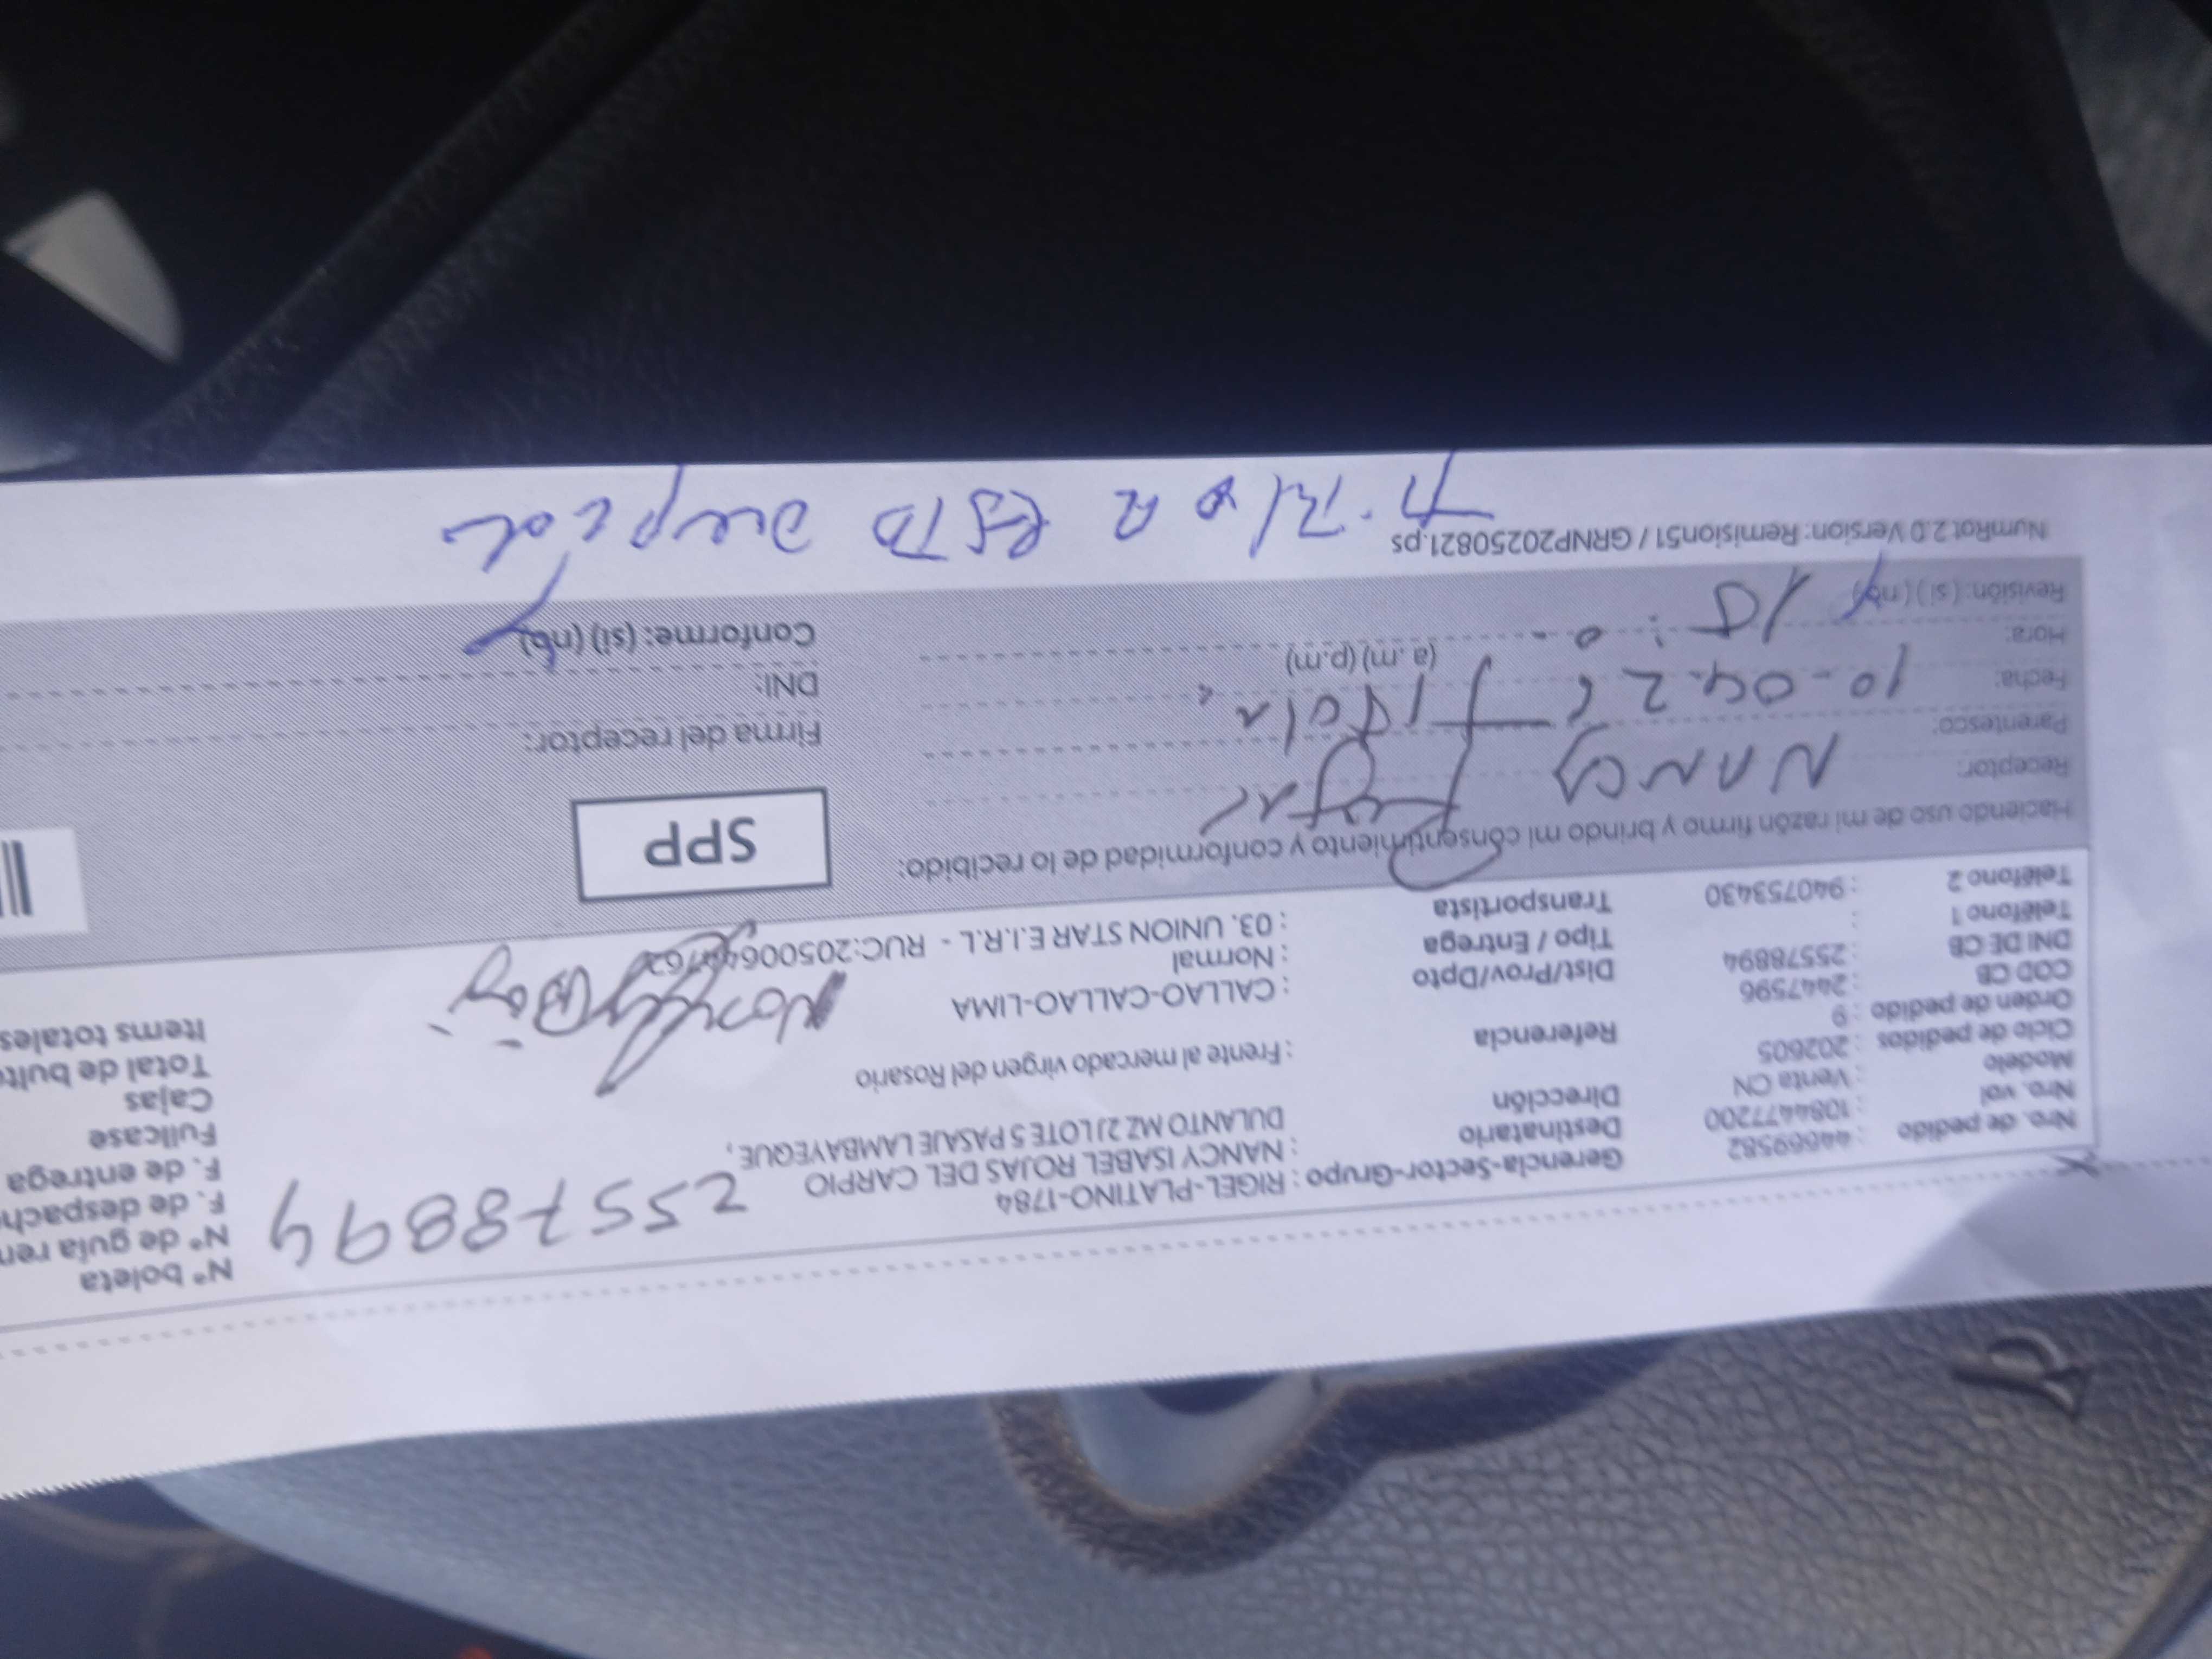 Nro. de pedido : 44669582
Nro. vol : 1084477200
Modelo : Venta CN
Ciclo de pedidos : 202605
Orden de pedido : 9
COD CB : 2447596
DNI DE CB : 25578894
Teléfono 1 :
Teléfono 2 : 940753430
Gerencia-Sector-Grupo : RIGEL-PLATINO-1784
Destinatario : NANCY ISABEL ROJAS DEL CARPIO
Dirección : DULANTO MZ 2J LOTE 5 PASAJE LAMBAYEQUE,
Referencia : Frente al mercado virgen del Rosario
Dist/Prov/Dpto : CALLAO-CALLAO-LIMA
Tipo / Entrega : Normal
Transportista : 03. UNION STAR E.I.R.L - RUC:205006
25578894
N° boleta
N° de guía
F. de
F. de entrega
Fullcase
Cajas
Total de
Items totales
Haciendo uso de mi razón firmo y brindo mi consentimiento y conformidad de lo recibido:
Receptor: NANCY
Parentesco:
Fecha: 10-04-26
Hora: (a.m) (p.m)
Revisión: (si) (no)
SPP
Firma del receptor:
DNI:
Conforme: (si) (no)
NumRot 2.0 Version: Remision51 / GRNP20250821.ps